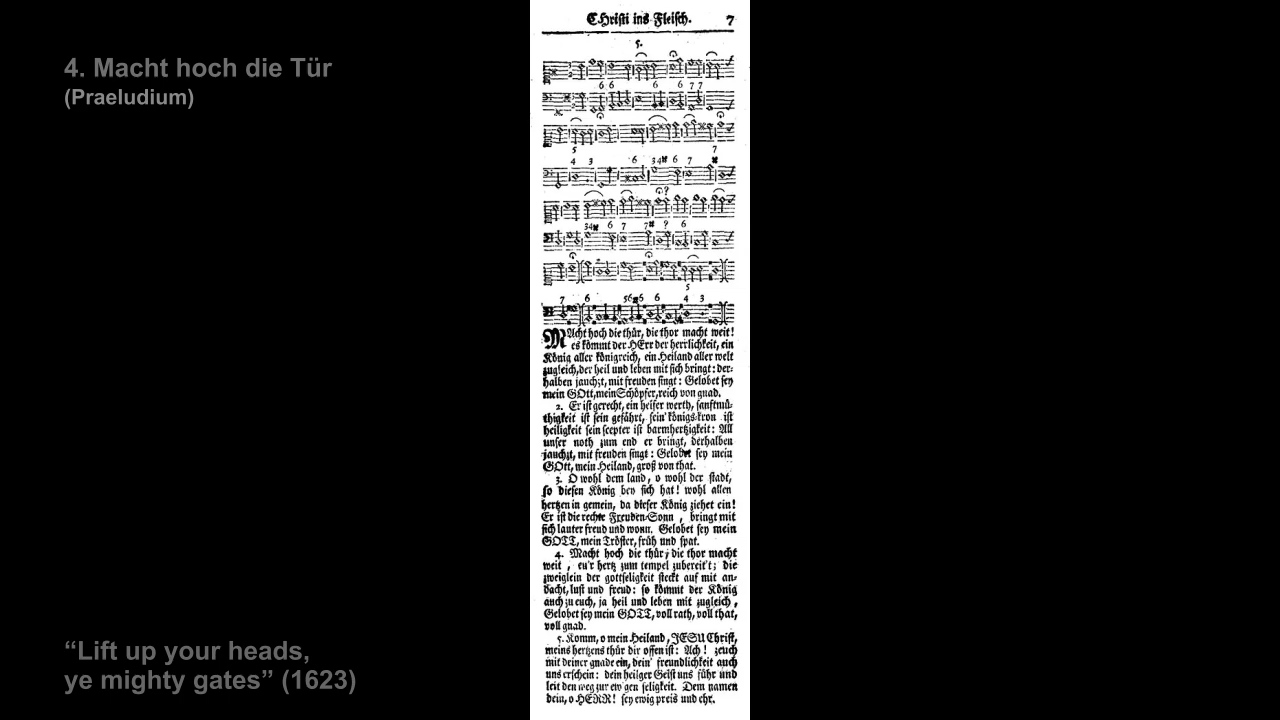 4. Macht hoch die Tür
(Praeludium)
CHristi ins Fleisch. 7
5.
MAcht hoch die thür, die thor macht weit!
es kömmt der HErr der herrlichkeit, ein
König aller königreich, ein Heiland aller welt
zugleich, der heil und leben mit sich bringt: der-
halben jauchzt, mit freuden singt: Gelobet sey
mein GOtt, mein Schöpfer, reich von gnad.
2. Er ist gerecht, ein helfer werth, sanftmü-
thigkeit ist sein gefährt, sein königs-kron ist
heiligkeit sein scepter ist barmhertzigkeit: All
unser noth zum end er bringt, derhalben
jauchzt, mit freuden singt: Gelobet sey mein
GOtt, mein Heiland, groß von that.
3. O wohl dem land, o wohl der stadt,
so diesen König bey sich hat! wohl allen
hertzen in gemein, da dieser König ziehet ein!
Er ist die rechte Freuden-Sonn, bringt mit
sich lauter freud und wonn. Gelobet sey mein
GOTT, mein Tröster, früh und spat.
4. Macht hoch die thür, die thor macht
weit, eu'r hertz zum tempel zubereit't; die
zweiglein der gottseligkeit steckt auf mit an-
dacht, lust und freud: so kömmt der König
auch zu euch, ja heil und leben mit zugleich,
Gelobet sey mein GOTT, voll rath, voll that,
voll gnad.
5. Komm, o mein Heiland, JESU Christ,
meins hertzens thür dir offen ist: Ach! zeuch
mit deiner gnade ein, dein' freundlichkeit auch
uns erschein: dein heilger Geist uns führ und
leit den weg zur ewgen seligkeit. Dem namen
dein, o HERR! sey ewig preis und ehr.
“Lift up your heads,
ye mighty gates” (1623)